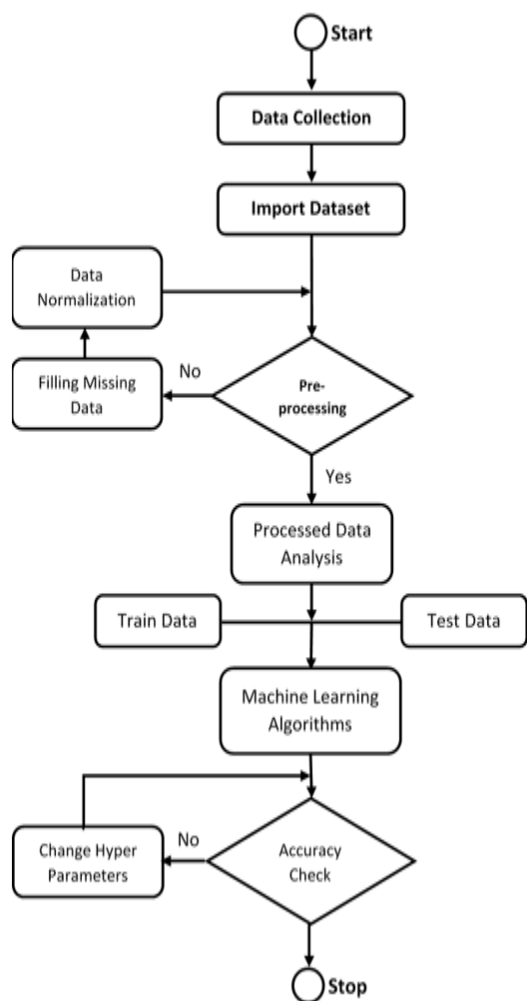 Start
Data Collection
Import Dataset
Data
Normalization
Filling Missing
Data
No
Pre-
processing
Yes
Processed Data
Analysis
Train Data
Test Data
Machine Learning
Algorithms
Change Hyper
Parameters
No
Accuracy
Check
Stop